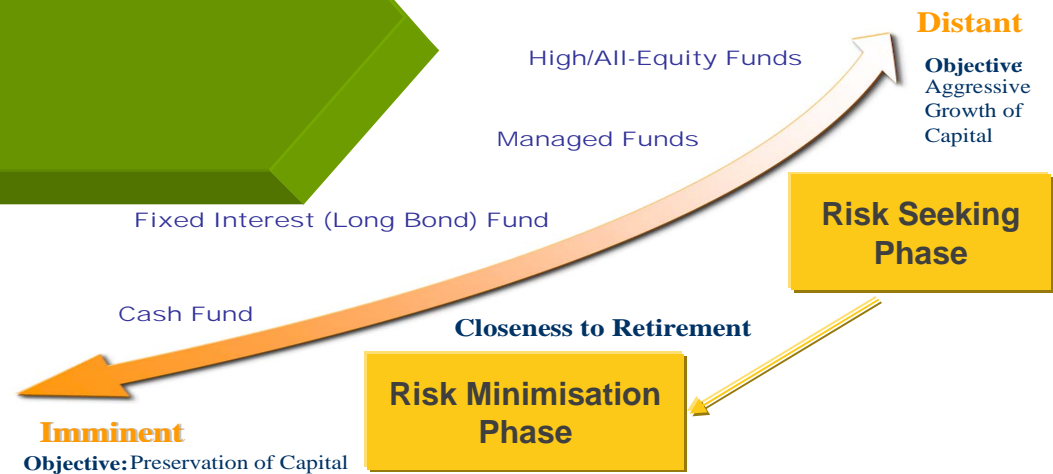 Distant
High/All-Equity Funds
Objective:
Aggressive
Growth of
Capital
Managed Funds
Risk Seeking
Phase
Fixed Interest (Long Bond) Fund
Cash Fund
Closeness to Retirement
Risk Minimisation
Phase
Imminent
Objective: Preservation of Capital